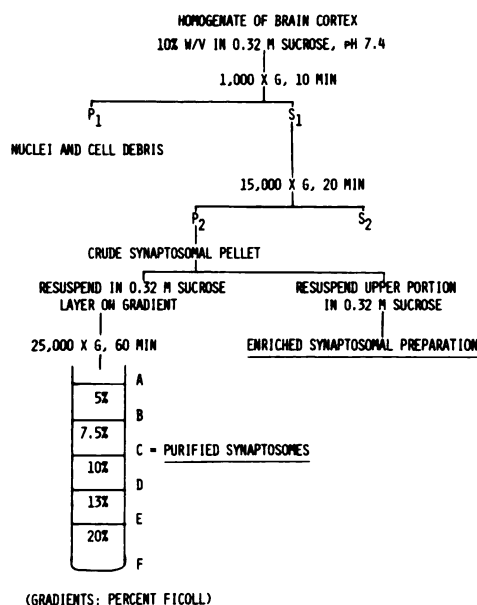 HOMOGENATE OF BRAIN CORTEX
10% W/V IN 0.32 M SUCROSE, pH 7.4
1,000 X G, 10 MIN
P1
S1
NUCLEI AND CELL DEBRIS
15,000 X G, 20 MIN
P2
S2
CRUDE SYNAPTOSOMAL PELLET
RESUSPEND IN 0.32 M SUCROSE
LAYER ON GRADIENT
RESUSPEND UPPER PORTION
IN 0.32 M SUCROSE
25,000 X G, 60 MIN
ENRICHED SYNAPTOSOMAL PREPARATION
A
5%
B
7.5%
C = PURIFIED SYNAPTOSOMES
10%
D
13%
E
20%
F
(GRADIENTS: PERCENT FICOLL)